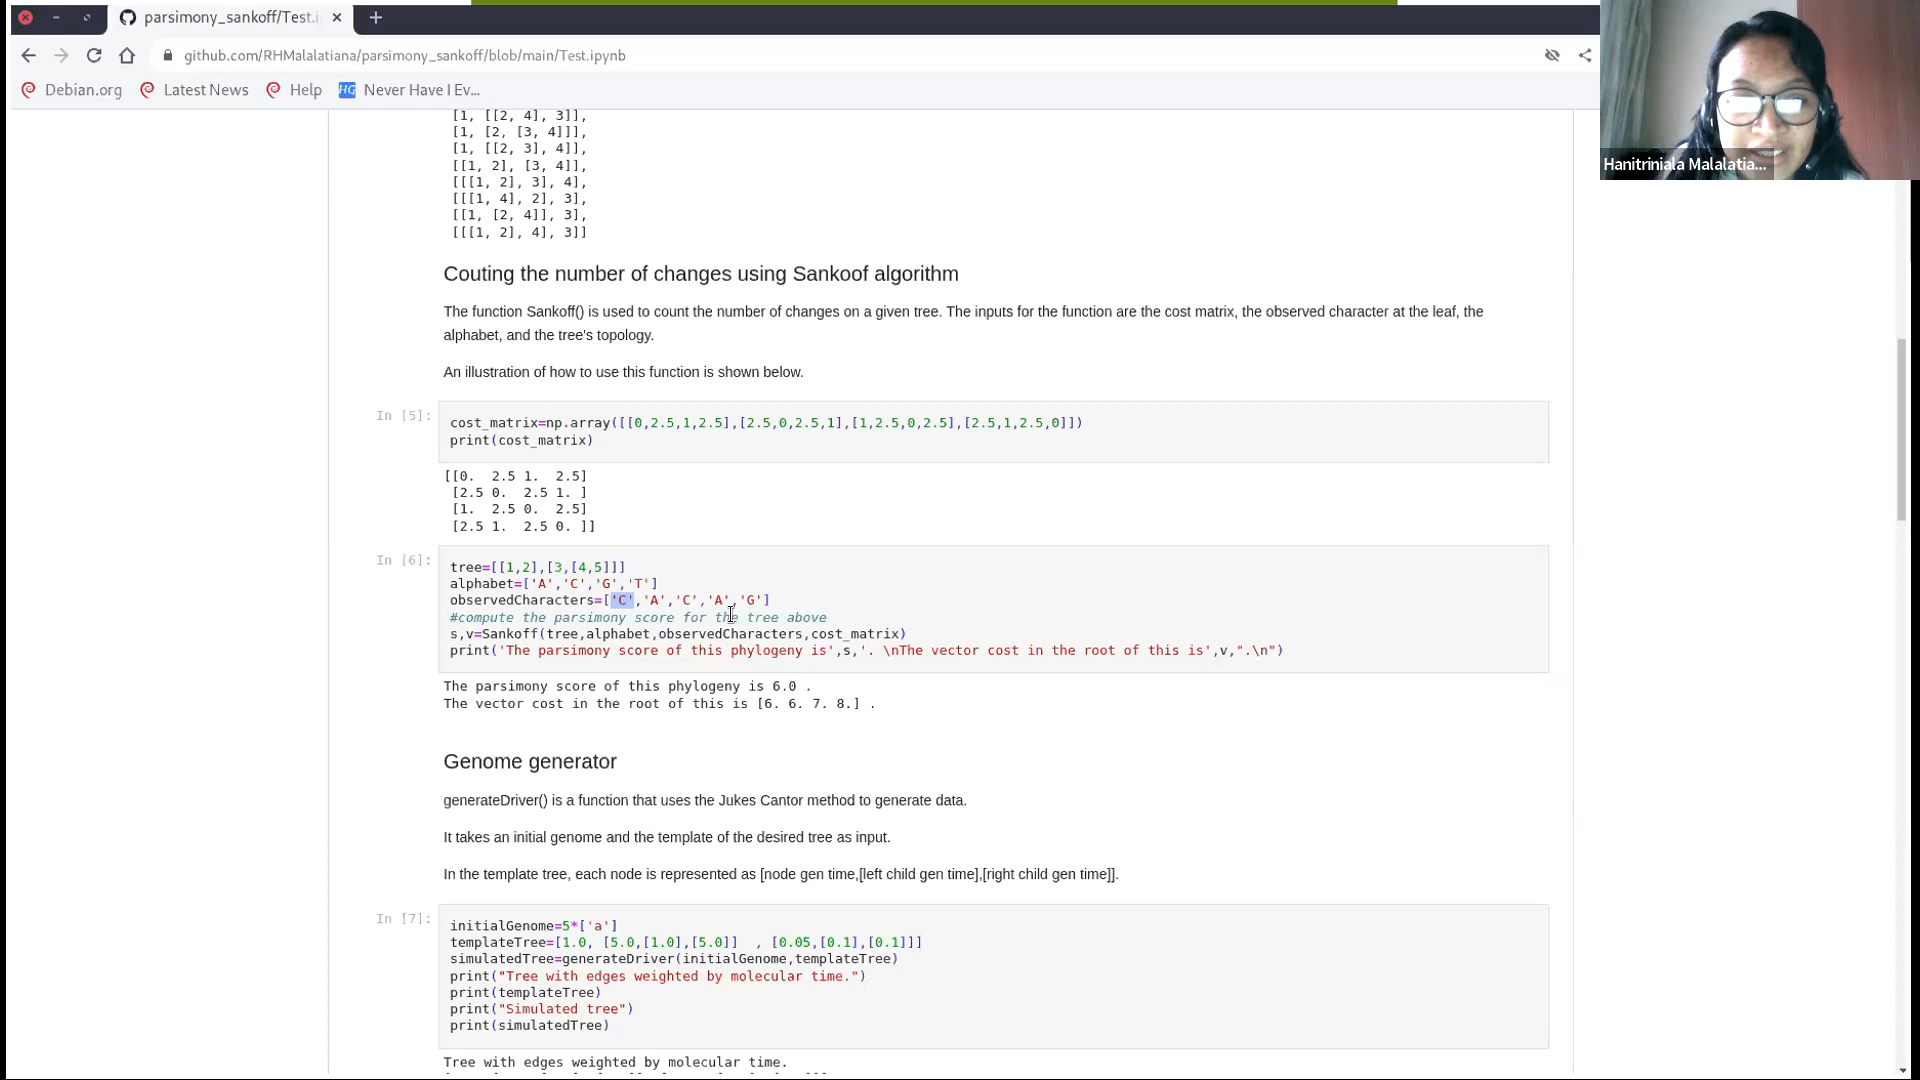 parsimony_sankoff/Test.i
github.com/RHMalalatiana/parsimony_sankoff/blob/main/Test.ipynb
Debian.org
Latest News
Help
HG
Never Have I Ev...
Hanitriniala Malalatia...
[1, [[2, 4], 3]],
[1, [2, [3, 4]]],
[1, [[2, 3], 4]],
[[1, 2], [3, 4]],
[[[1, 2], 3], 4],
[[[1, 4], 2], 3],
[[1, [2, 4]], 3],
[[[1, 2], 4], 3]]
Couting the number of changes using Sankoof algorithm
The function Sankoff() is used to count the number of changes on a given tree. The inputs for the function are the cost matrix, the observed character at the leaf, the
alphabet, and the tree's topology.
An illustration of how to use this function is shown below.
In [5]:
cost_matrix=np.array([[0,2.5,1,2.5],[2.5,0,2.5,1],[1,2.5,0,2.5],[2.5,1,2.5,0]])
print(cost_matrix)
[[0. 2.5 1. 2.5]
[2.5 0. 2.5 1. ]
[1. 2.5 0. 2.5]
[2.5 1. 2.5 0. ]]
In [6]:
tree=[[1,2],[3,[4,5]]]
alphabet=['A','C','G','T']
observedCharacters=['C','A','C','A','G']
#compute the parsimony score for the tree above
s,v=Sankoff(tree,alphabet,observedCharacters,cost_matrix)
print('The parsimony score of this phylogeny is',s,'. \nThe vector cost in the root of this is',v,".\n")
The parsimony score of this phylogeny is 6.0 .
The vector cost in the root of this is [6. 6. 7. 8.] .
Genome generator
generateDriver() is a function that uses the Jukes Cantor method to generate data.
It takes an initial genome and the template of the desired tree as input.
In the template tree, each node is represented as [node gen time,[left child gen time],[right child gen time]].
In [7]:
initialGenome=5*['a']
templateTree=[1.0, [5.0,[1.0],[5.0]] , [0.05,[0.1],[0.1]]]
simulatedTree=generateDriver(initialGenome,templateTree)
print("Tree with edges weighted by molecular time.")
print(templateTree)
print("Simulated tree")
print(simulatedTree)
Tree with edges weighted by molecular time.